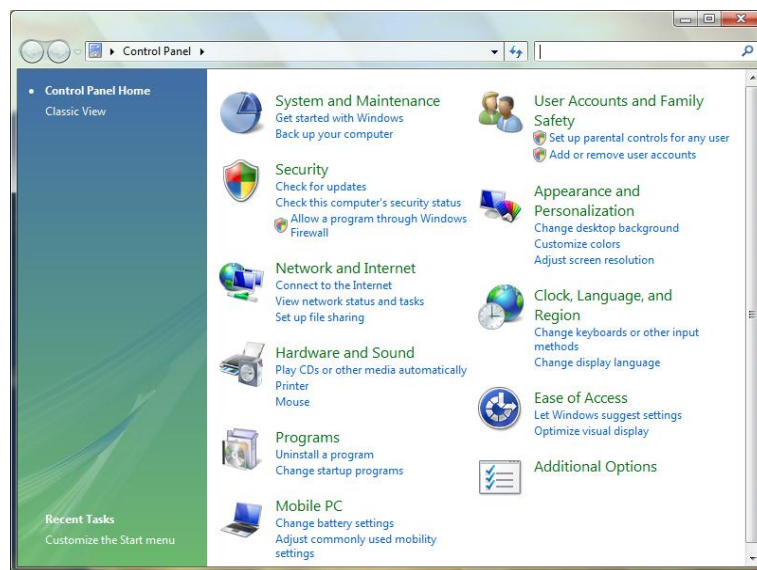 Control Panel
Control Panel Home
Classic View
System and Maintenance
Get started with Windows
Back up your computer
Security
Check for updates
Check this computer's security status
Allow a program through Windows
Firewall
Network and Internet
Connect to the Internet
View network status and tasks
Set up file sharing
Hardware and Sound
Play CDs or other media automatically
Printer
Mouse
Programs
Uninstall a program
Change startup programs
Mobile PC
Change battery settings
Adjust commonly used mobility
settings
User Accounts and Family
Safety
Set up parental controls for any user
Add or remove user accounts
Appearance and
Personalization
Change desktop background
Customize colors
Adjust screen resolution
Clock, Language, and
Region
Change keyboards or other input
methods
Change display language
Ease of Access
Let Windows suggest settings
Optimize visual display
Additional Options
Recent Tasks
Customize the Start menu